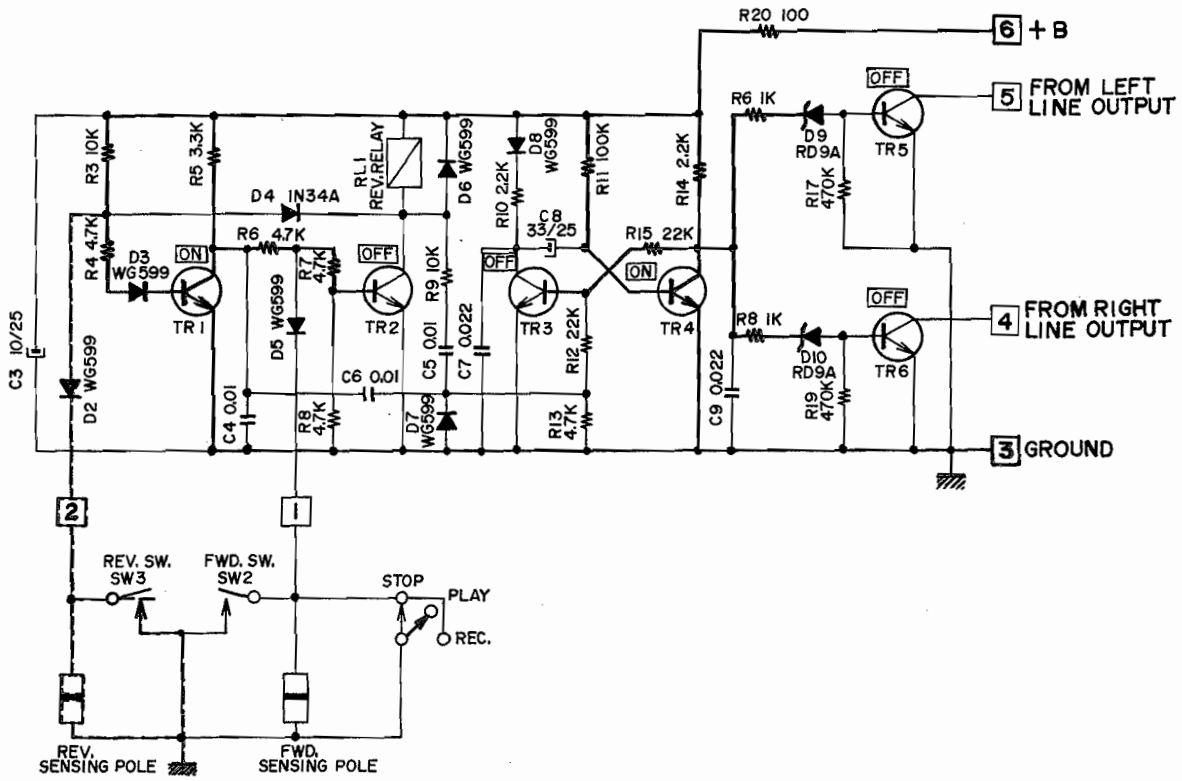 R20 100
6 + B
OFF
5 FROM LEFT
LINE OUTPUT
R6 1K
D9
RD9A
TR5
R17
470K
R3 10K
R5 3.3K
RL1
REV.RELAY
D6 WG599
D8
WG599
R11 100K
R14 2.2K
R10 2.2K
D4 1N34A
C8
33/25
R15 22K
R4 4.7K
D3
WG599
ON
R6 4.7K
R7
4.7K
OFF
R9 10K
OFF
ON
TR1
TR2
TR3
TR4
D5 WG599
C5 0.01
C7 0.022
R12 22K
OFF
4 FROM RIGHT
LINE OUTPUT
R8 1K
D10
RD9A
TR6
R19
470K
C9 0.022
C3 10/25
D2 WG599
C4 0.01
C6 0.01
R8
4.7K
D7
WG599
R13
4.7K
3 GROUND
2
1
REV. SW.
SW3
FWD. SW.
SW2
STOP
PLAY
REC.
REV.
SENSING POLE
FWD.
SENSING POLE